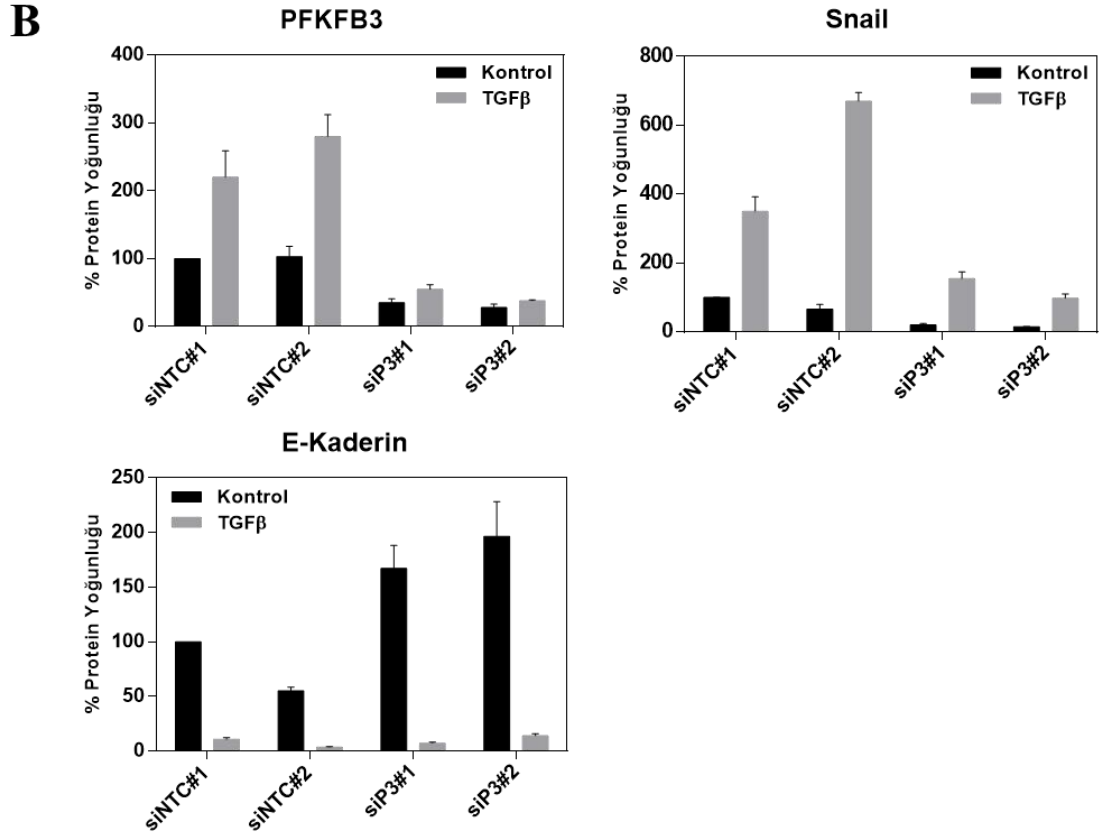 B
PFKFB3
400
300
200
100
0
% Protein Yoğunluğu
Kontrol
TGFβ
siNTC#1
siNTC#2
siP3#1
siP3#2
Snail
800
600
400
200
0
% Protein Yoğunluğu
Kontrol
TGFβ
siNTC#1
siNTC#2
siP3#1
siP3#2
E-Kaderin
250
200
150
100
50
0
% Protein Yoğunluğu
Kontrol
TGFβ
siNTC#1
siNTC#2
siP3#1
siP3#2